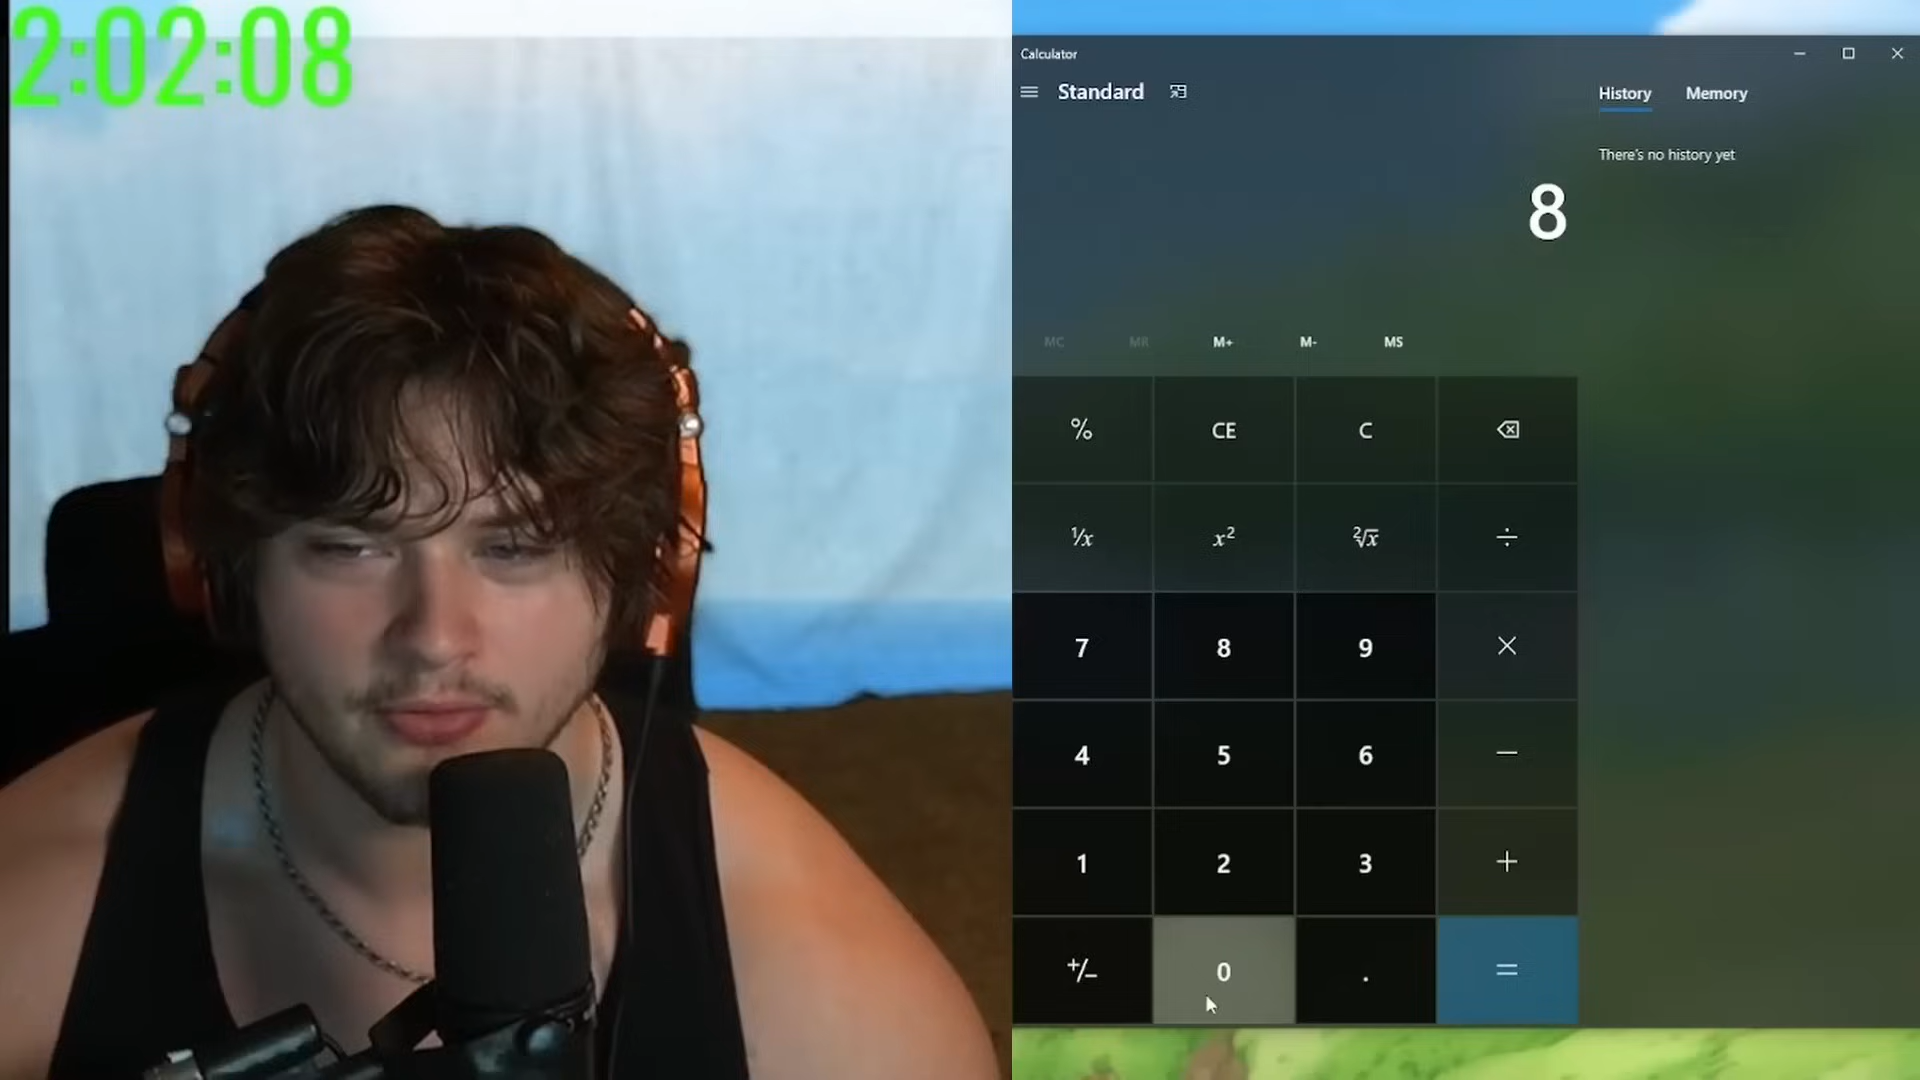 2:02:08
Calculator
Standard
History Memory
There's no history yet
8
MC MR M+ M- MS
% CE C
¹/x x² ²√x ÷
7 8 9 ×
4 5 6 −
1 2 3 +
+/− 0 . =